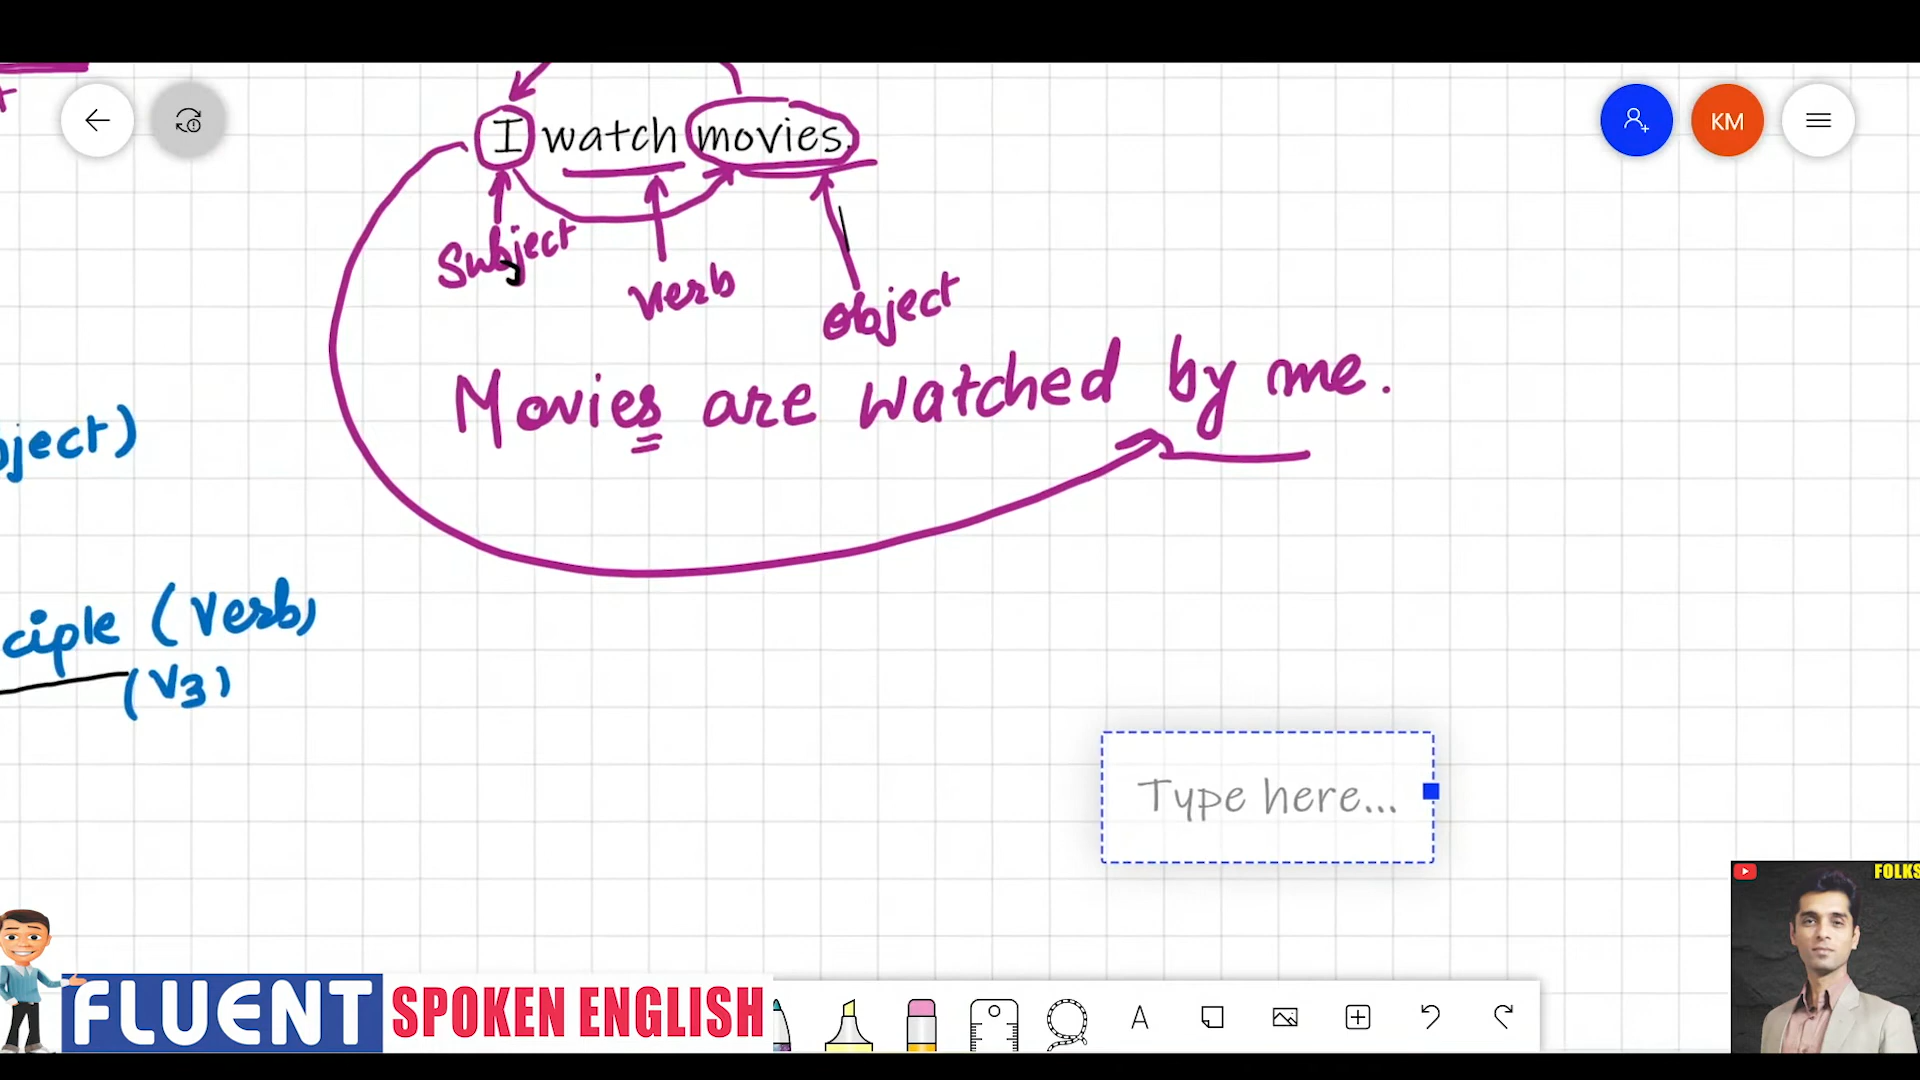 KM
I watch movies.
Subject
Verb
Object
Movies are watched by me.
ject)
ciple (Verb)
(V3)
Type here...
FOLKS
FLUENT SPOKEN ENGLISH
A